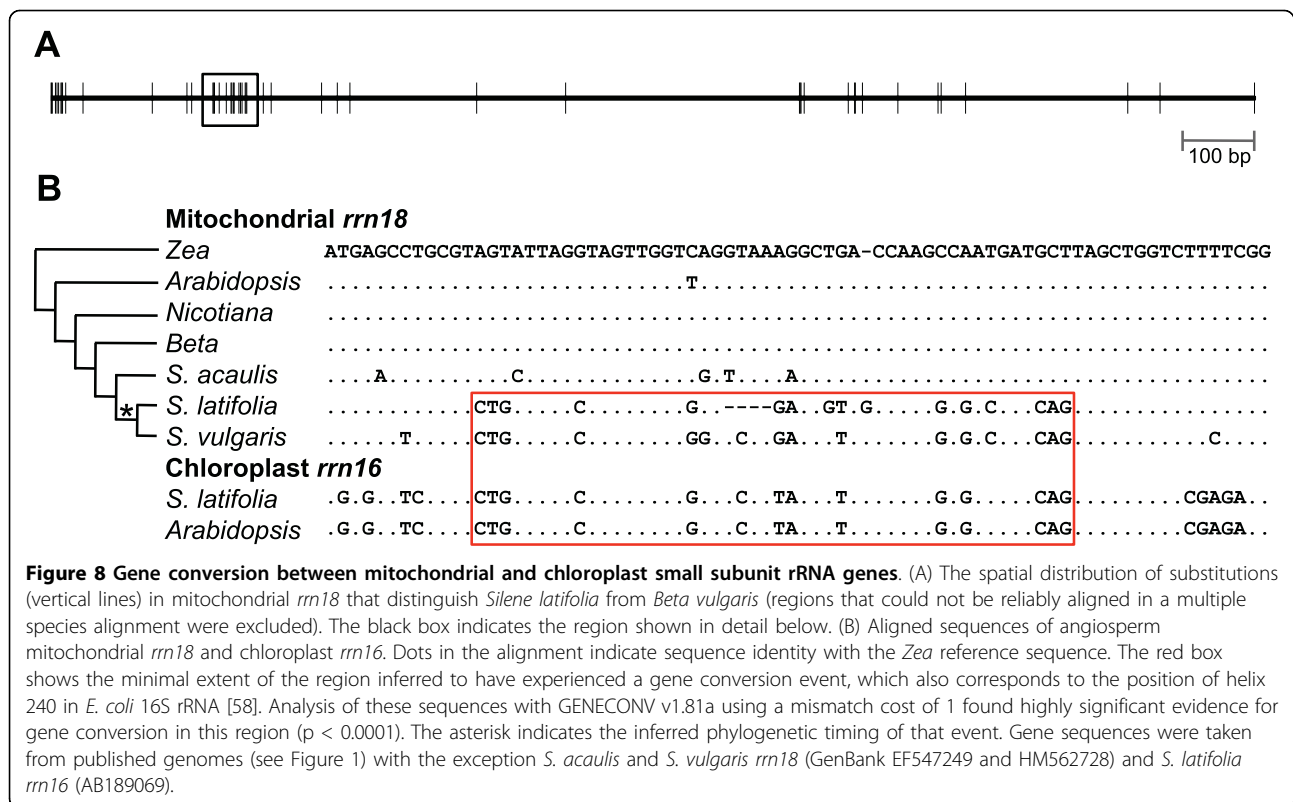 A
100 bp
B
Mitochondrial rrn18
Zea ATGAGCCTGCGTAGTATTAGGTAGTTGGTCAGGTAAAGGCTGA-CCAAGCCAATGATGCTTAGCTGGTCTTTTCGG
Arabidopsis .............................T..............................................
Nicotiana ............................................................................
Beta ............................................................................
S. acaulis ....A..........C..............G.T....A......................................
* S. latifolia ............CTG.....C........G..----GA..GT.G.....G.G.C...CAG................
S. vulgaris ......T.....CTG.....C........GG..C..GA...T.......G.G.C...CAG...........C....
Chloroplast rrn16
S. latifolia .G.G..TC....CTG.....C........G...C..TA...T.......G.G.....CAG.........CGAGA..
Arabidopsis .G.G..TC....CTG.....C........G...C..TA...T.......G.G.....CAG.........CGAGA..
Figure 8 Gene conversion between mitochondrial and chloroplast small subunit rRNA genes. (A) The spatial distribution of substitutions
(vertical lines) in mitochondrial rrn18 that distinguish Silene latifolia from Beta vulgaris (regions that could not be reliably aligned in a multiple
species alignment were excluded). The black box indicates the region shown in detail below. (B) Aligned sequences of angiosperm
mitochondrial rrn18 and chloroplast rrn16. Dots in the alignment indicate sequence identity with the Zea reference sequence. The red box
shows the minimal extent of the region inferred to have experienced a gene conversion event, which also corresponds to the position of helix
240 in E. coli 16S rRNA [58]. Analysis of these sequences with GENECONV v1.81a using a mismatch cost of 1 found highly significant evidence for
gene conversion in this region (p < 0.0001). The asterisk indicates the inferred phylogenetic timing of that event. Gene sequences were taken
from published genomes (see Figure 1) with the exception S. acaulis and S. vulgaris rrn18 (GenBank EF547249 and HM562728) and S. latifolia
rrn16 (AB189069).